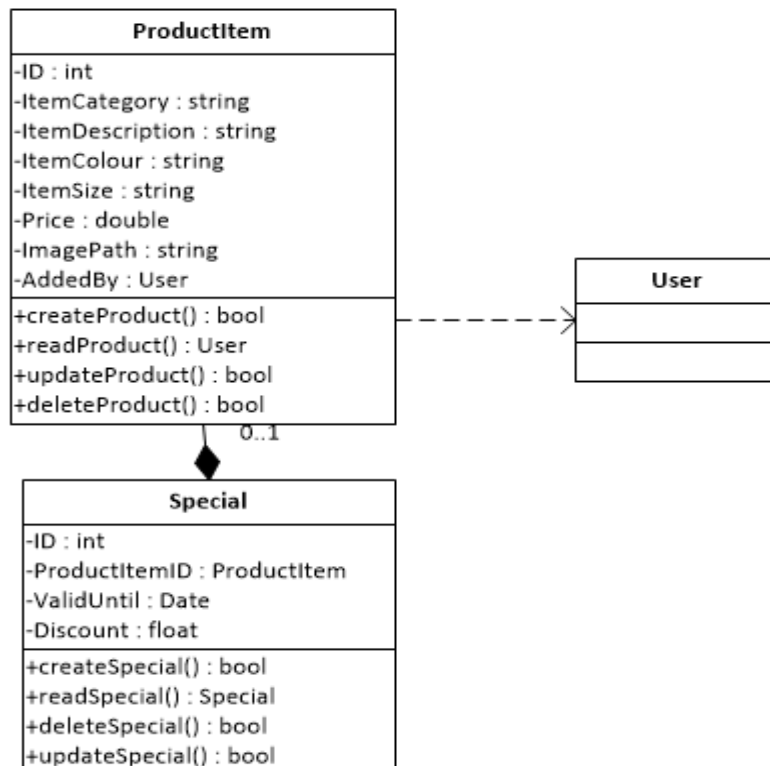 ProductItem
-ID : int
-ItemCategory : string
-ItemDescription : string
-ItemColour : string
-ItemSize : string
-Price : double
-ImagePath : string
-AddedBy : User
+createProduct() : bool
+readProduct() : User
+updateProduct() : bool
+deleteProduct() : bool
User
0..1
Special
-ID : int
-ProductItemID : ProductItem
-ValidUntil : Date
-Discount : float
+createSpecial() : bool
+readSpecial() : Special
+deleteSpecial() : bool
+updateSpecial() : bool